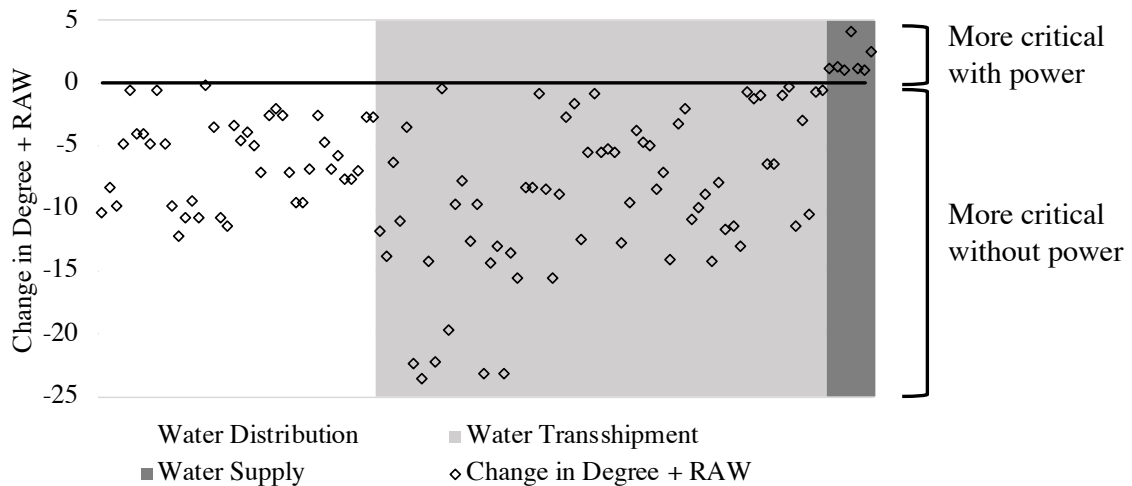 5
0
-5
-10
-15
-20
-25
Change in Degree + RAW
More critical
with power
More critical
without power
Water Distribution
Water Transshipment
Water Supply
Change in Degree + RAW